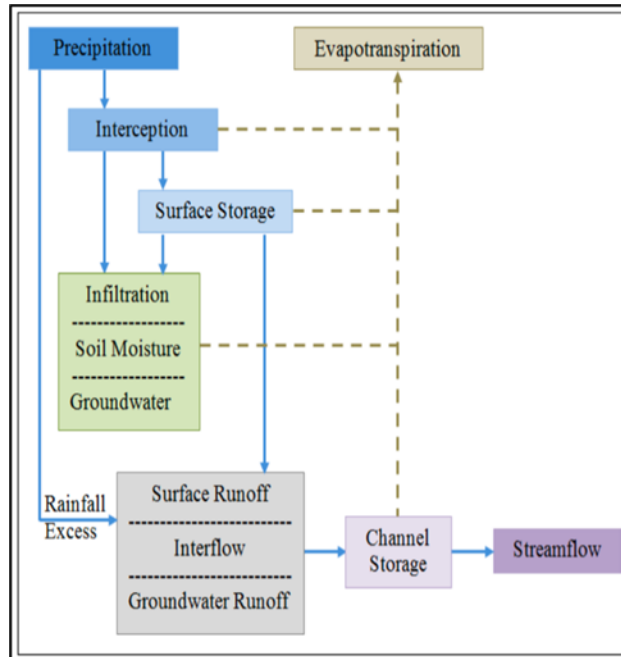 Precipitation
Evapotranspiration
Interception
Surface Storage
Infiltration
Soil Moisture
Groundwater
Rainfall
Excess
Surface Runoff
Interflow
Groundwater Runoff
Channel
Storage
Streamflow